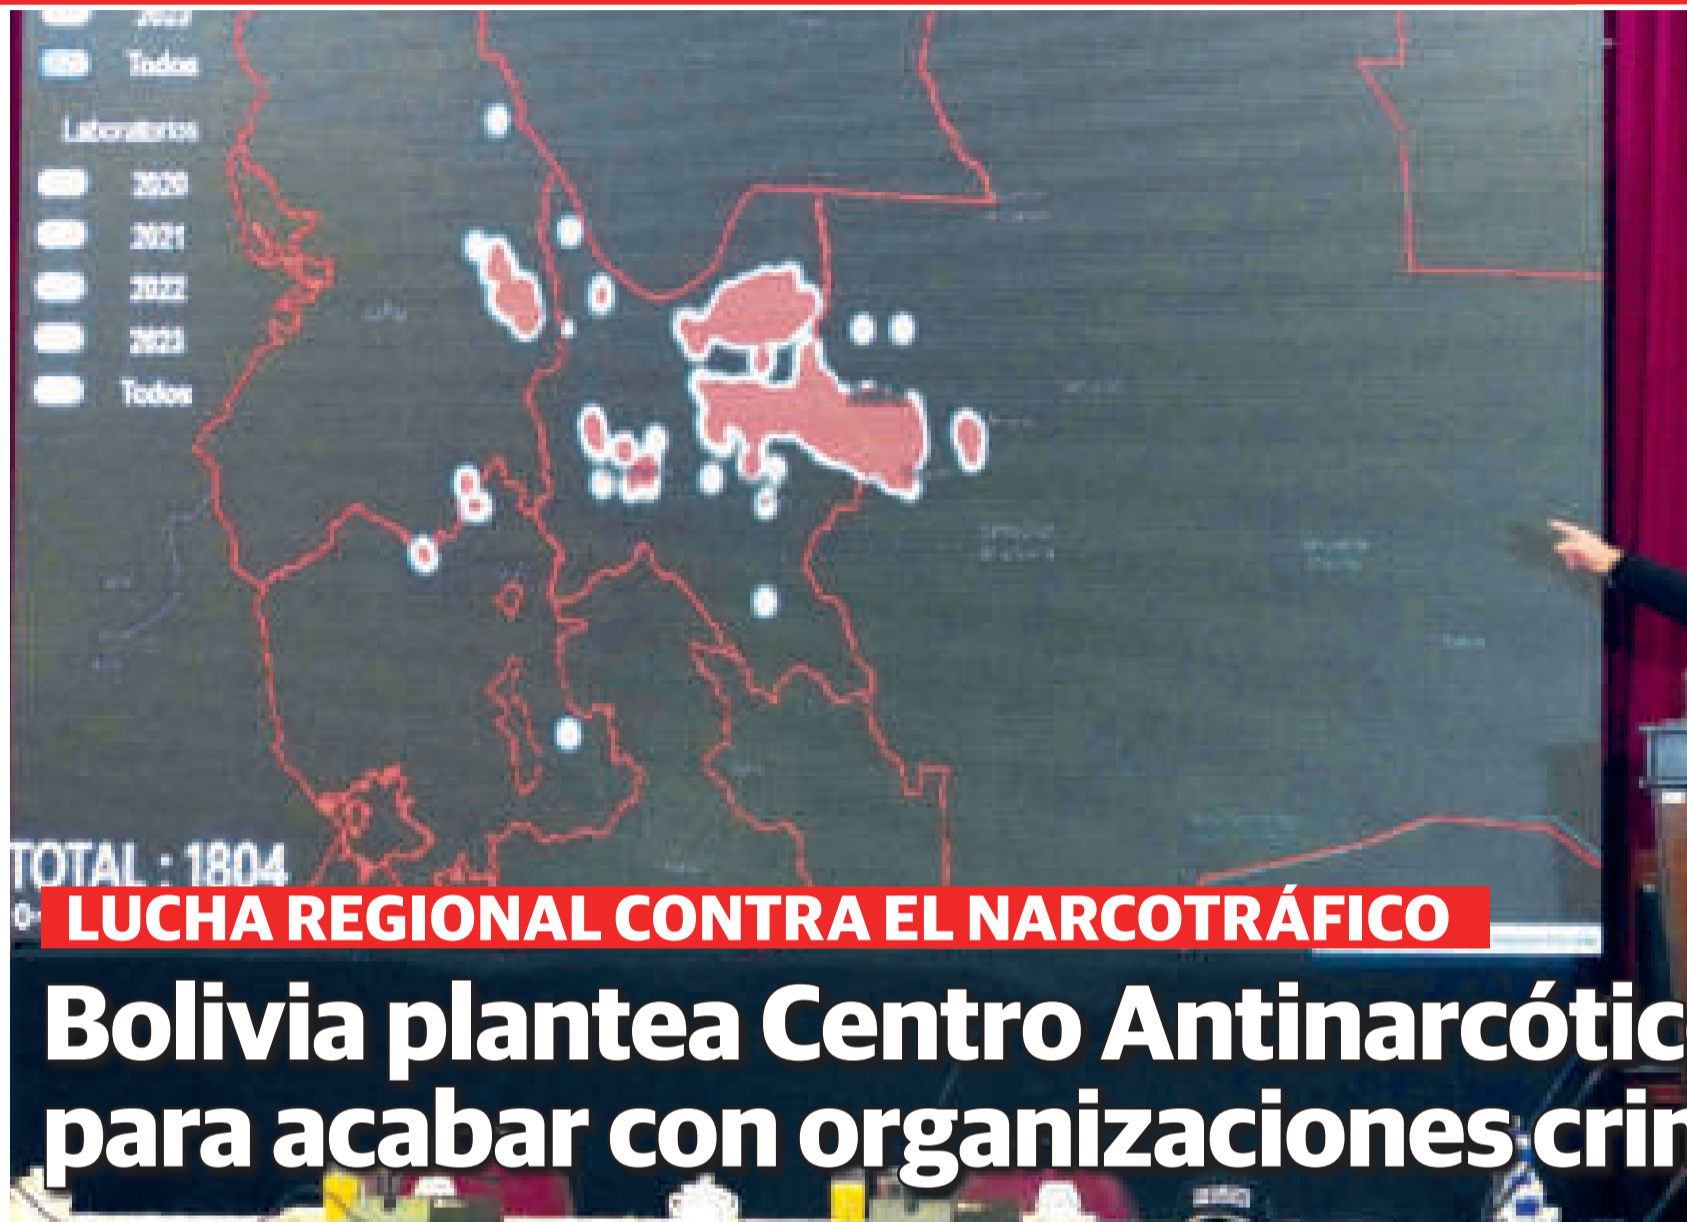 2023
Todos
Laboratorios
2020
2021
2022
2023
Todos
TOTAL : 1804
LUCHA REGIONAL CONTRA EL NARCOTRÁFICO
Bolivia plantea Centro Antinarcótic
para acabar con organizaciones crim